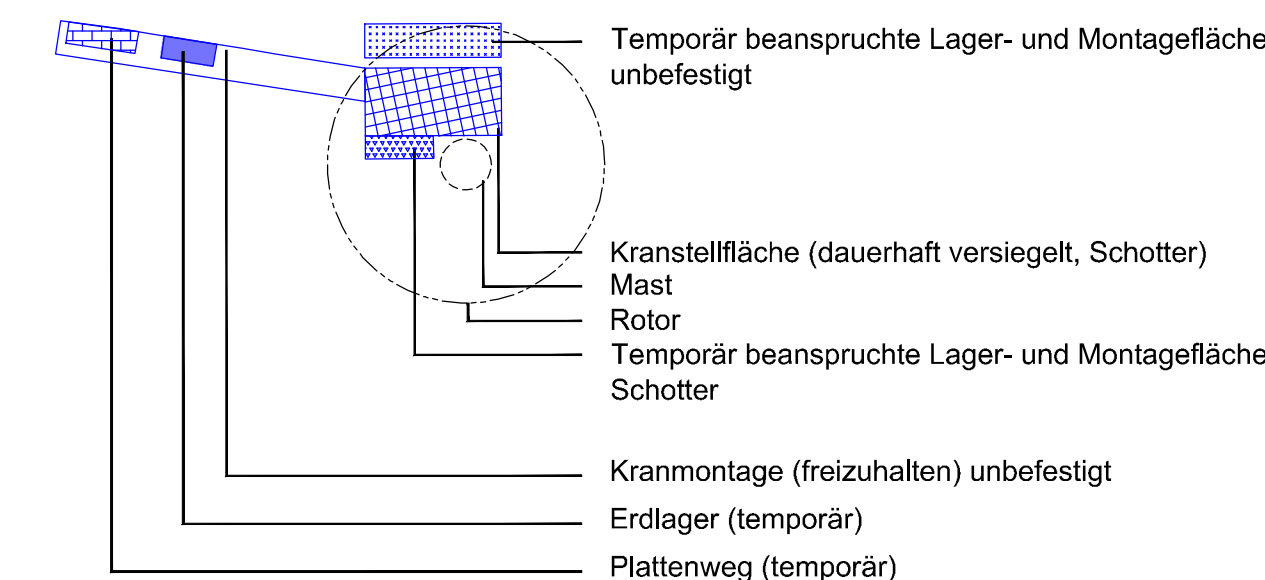 Temporär beanspruchte Lager- und Montagefläche
unbefestigt
Kranstellfläche (dauerhaft versiegelt, Schotter)
Mast
Rotor
Temporär beanspruchte Lager- und Montagefläche
Schotter
Kranmontage (freizuhalten) unbefestigt
Erdlager (temporär)
Plattenweg (temporär)